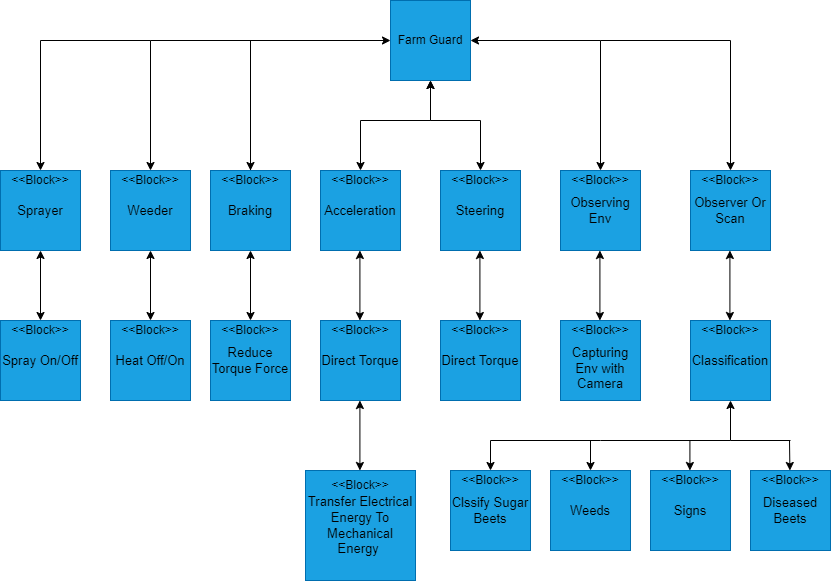 Farm Guard
<<Block>>
Sprayer
<<Block>>
Weeder
<<Block>>
Braking
<<Block>>
Acceleration
<<Block>>
Steering
<<Block>>
Observing
Env
<<Block>>
Observer Or
Scan
<<Block>>
Spray On/Off
<<Block>>
Heat Off/On
<<Block>>
Reduce
Torque Force
<<Block>>
Direct Torque
<<Block>>
Direct Torque
<<Block>>
Capturing
Env with
Camera
<<Block>>
Classification
<<Block>>
Transfer Electrical
Energy To
Mechanical
Energy
<<Block>>
Clssify Sugar
Beets
<<Block>>
Weeds
<<Block>>
Signs
<<Block>>
Diseased
Beets